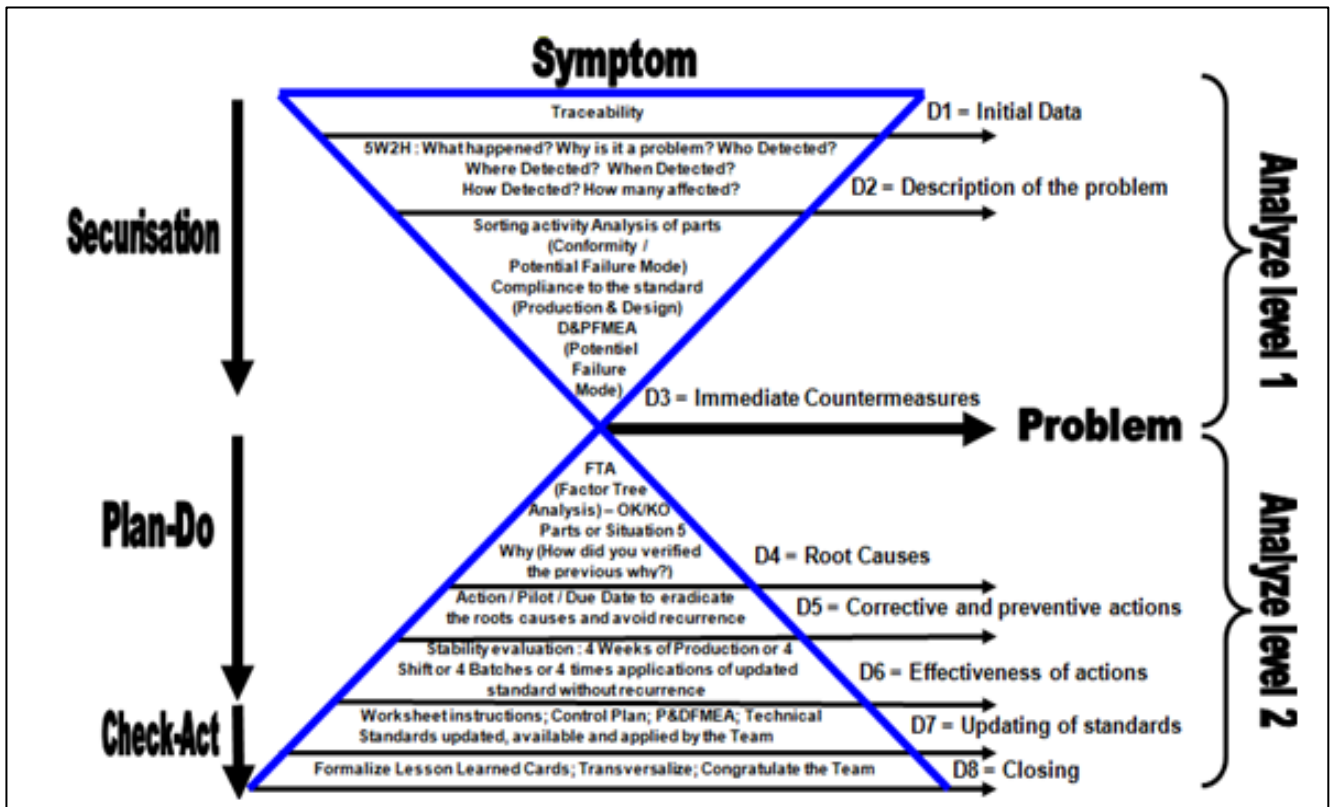 Symptom
Traceability
D1 = Initial Data
5W2H : What happened? Why is it a problem? Who Detected?
Where Detected? When Detected?
How Detected? How many affected?
D2 = Description of the problem
Securisation
Sorting activity Analysis of parts
(Conformity /
Potential Failure Mode)
Compliance to the standard
(Production & Design)
D&PFMEA
(Potentiel
Failure
Mode)
D3 = Immediate Countermeasures
Analyze level 1
Problem
Plan-Do
FTA
(Factor Tree
Analysis) – OK/KO
Parts or Situation 5
Why (How did you verified
the previous why?)
D4 = Root Causes
Action / Pilot / Due Date to eradicate
the roots causes and avoid recurrence
D5 = Corrective and preventive actions
Stability evaluation : 4 Weeks of Production or 4
Shift or 4 Batches or 4 times applications of updated
standard without recurrence
D6 = Effectiveness of actions
Analyze level 2
Check-Act
Worksheet instructions; Control Plan; P&DFMEA; Technical
Standards updated, available and applied by the Team
D7 = Updating of standards
Formalize Lesson Learned Cards; Transversalize; Congratulate the Team
D8 = Closing